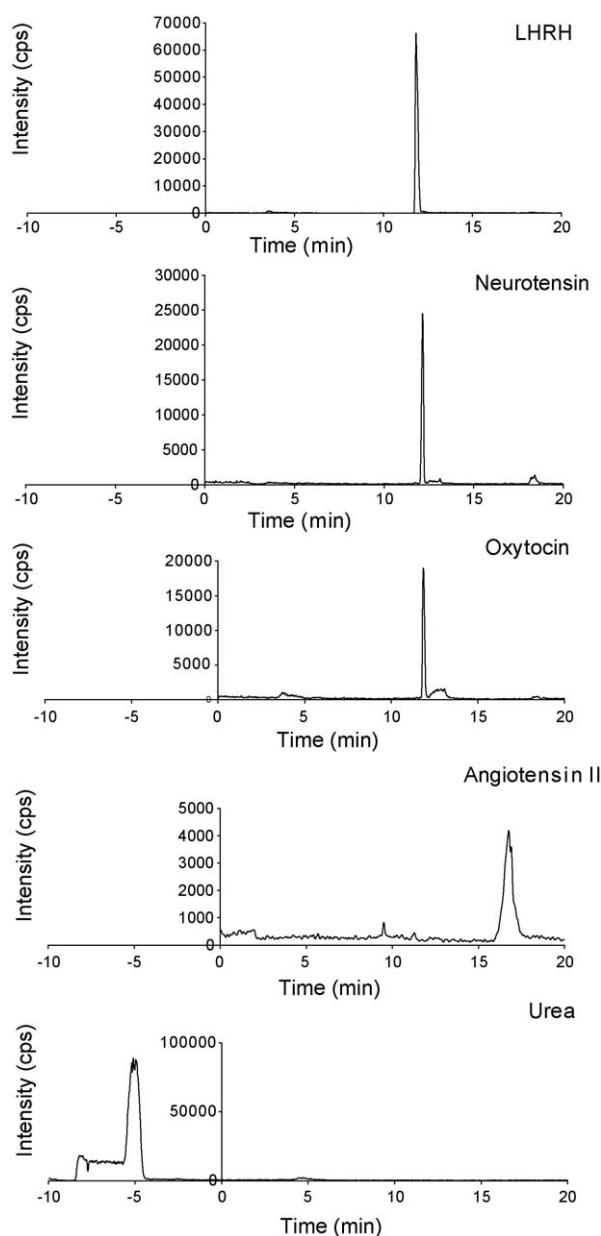 LHRH
Intensity (cps)
70000
60000
50000
40000
30000
20000
10000
0
-10 -5 0 5 10 15 20
Time (min)
Neurotensin
Intensity (cps)
30000
25000
20000
15000
10000
5000
0
-10 -5 0 5 10 15 20
Time (min)
Oxytocin
Intensity (cps)
20000
15000
10000
5000
0
-10 -5 0 5 10 15 20
Time (min)
Angiotensin II
Intensity (cps)
5000
4000
3000
2000
1000
0
-10 -5 0 5 10 15 20
Time (min)
Urea
Intensity (cps)
100000
50000
0
-10 -5 0 5 10 15 20
Time (min)